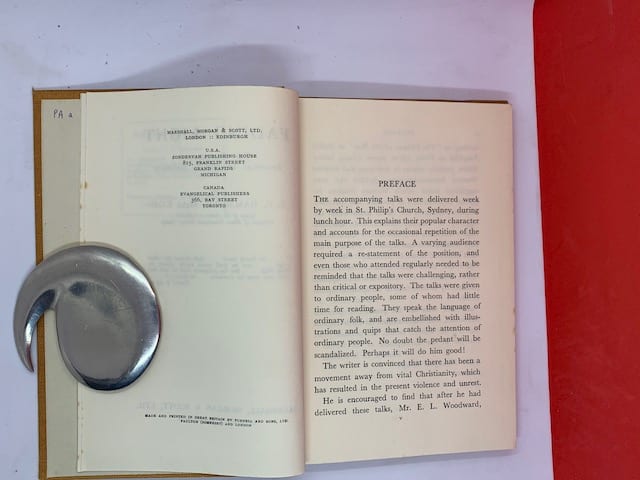 PA a
MARSHALL, MORGAN & SCOTT, LTD.
LONDON :: EDINBURGH
U.S.A.
ZONDERVAN PUBLISHING HOUSE
815, FRANKLIN STREET
GRAND RAPIDS
MICHIGAN
CANADA
EVANGELICAL PUBLISHERS
366, BAY STREET
TORONTO
MADE AND PRINTED IN GREAT BRITAIN BY PURNELL AND SONS, LTD.
PAULTON (SOMERSET) AND LONDON
PREFACE
THE accompanying talks were delivered week
by week in St. Philip's Church, Sydney, during
lunch hour. This explains their popular character
and accounts for the occasional repetition of the
main purpose of the talks. A varying audience
required a re-statement of the position, and
even those who attended regularly needed to be
reminded that the talks were challenging, rather
than critical or expository. The talks were given
to ordinary people, some of whom had little
time for reading. They speak the language of
ordinary folk, and are embellished with illus-
trations and quips that catch the attention of
ordinary people. No doubt the pedant will be
scandalized. Perhaps it will do him good!
The writer is convinced that there has been a
movement away from vital Christianity, which
has resulted in the present violence and unrest.
He is encouraged to find that after he had
delivered these talks, Mr. E. L. Woodward,
v